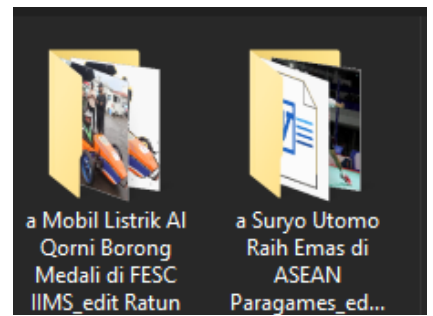 a Mobil Listrik Al
Qorni Borong
Medali di FESC
IIMS_edit Ratun
a Suryo Utomo
Raih Emas di
ASEAN
Paragames_ed...